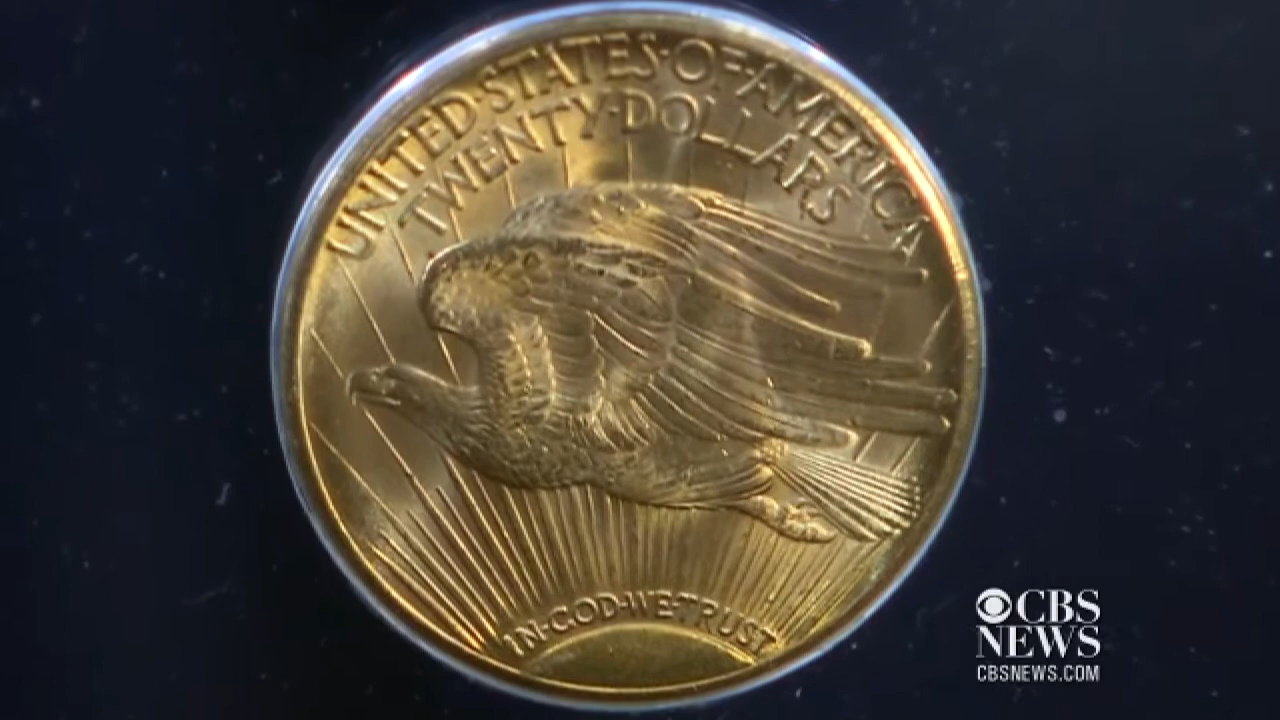 UNITED·STATES·OF·AMERICA
TWENTY·DOLLARS
IN·GOD·WE·TRUST
CBS
NEWS
CBSNEWS.COM